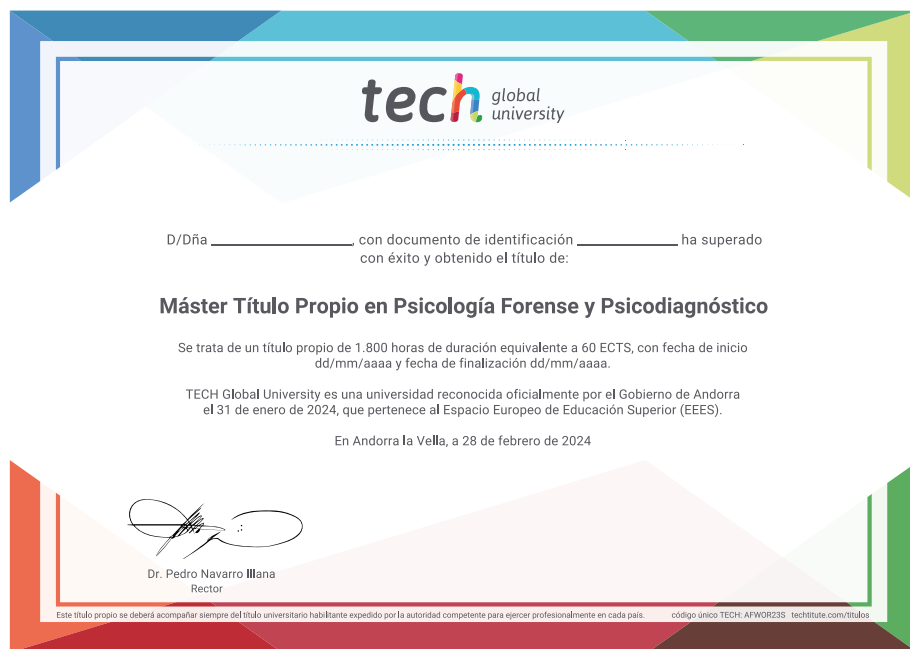 tech global university
D/Dña ________________, con documento de identificación ____________ ha superado
con éxito y obtenido el título de:
Máster Título Propio en Psicología Forense y Psicodiagnóstico
Se trata de un título propio de 1.800 horas de duración equivalente a 60 ECTS, con fecha de inicio
dd/mm/aaaa y fecha de finalización dd/mm/aaaa.
TECH Global University es una universidad reconocida oficialmente por el Gobierno de Andorra
el 31 de enero de 2024, que pertenece al Espacio Europeo de Educación Superior (EEES).
En Andorra la Vella, a 28 de febrero de 2024
Dr. Pedro Navarro Illana
Rector
Este título propio se deberá acompañar siempre del título universitario habilitante expedido por la autoridad competente para ejercer profesionalmente en cada país. código único TECH: AFWOR23S techtitute.com/titulos